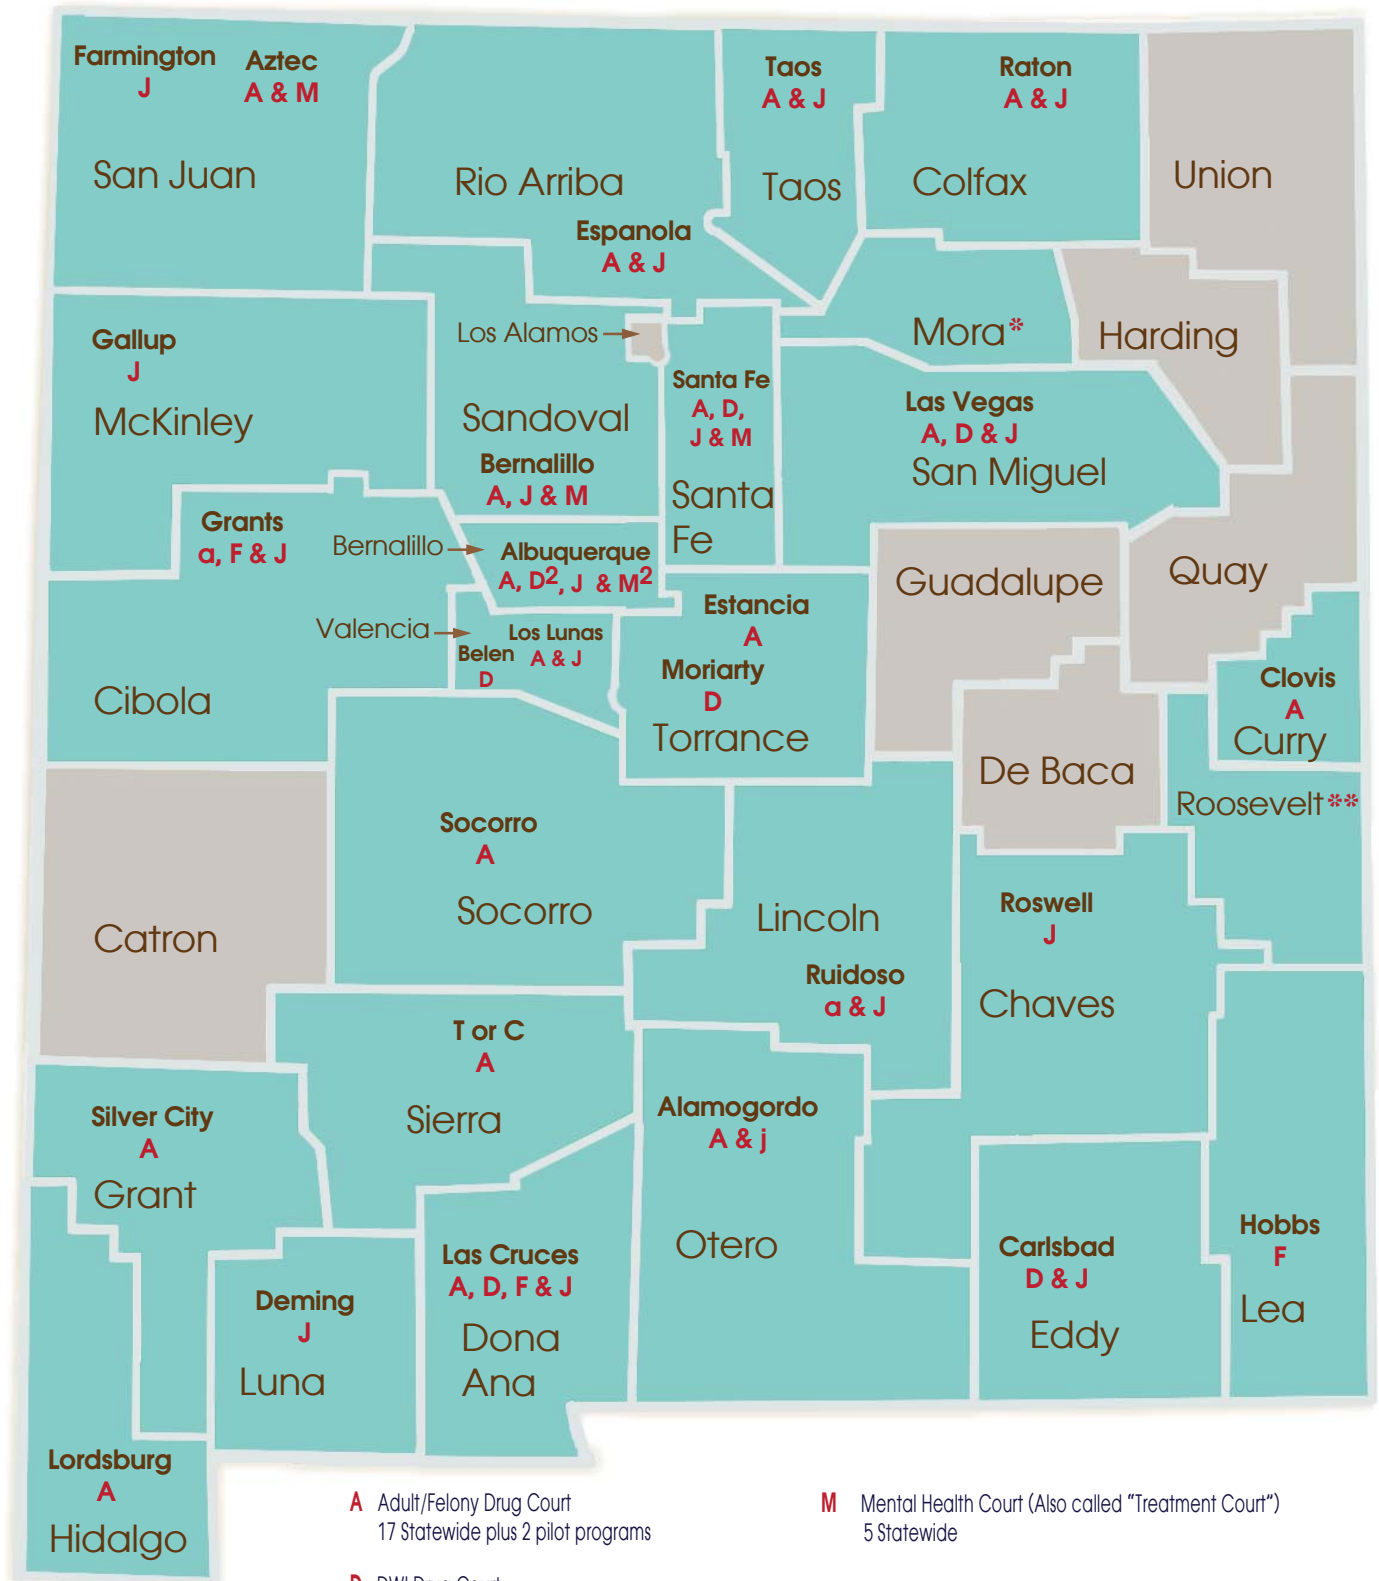 Farmington
J
Aztec
A & M
San Juan
Rio Arriba
Espanola
A & J
Taos
A & J
Taos
Raton
A & J
Colfax
Union
Gallup
J
McKinley
Los Alamos
Sandoval
Bernalillo
A, J & M
Santa Fe
A, D,
J & M
Santa
Fe
Mora*
Harding
Las Vegas
A, D & J
San Miguel
Grants
a, F & J
Bernalillo
Albuquerque
A, D², J & M²
Valencia
Los Lunas
A & J
Belen
D
Cibola
Estancia
A
Moriarty
D
Torrance
Guadalupe
Quay
Clovis
A
Curry
De Baca
Roosevelt**
Socorro
A
Socorro
Catron
Lincoln
Ruidoso
a & J
Roswell
J
Chaves
T or C
A
Sierra
Silver City
A
Grant
Alamogordo
A & j
Otero
Las Cruces
A, D, F & J
Dona
Ana
Deming
J
Luna
Carlsbad
D & J
Eddy
Hobbs
F
Lea
Lordsburg
A
Hidalgo
A Adult/Felony Drug Court
17 Statewide plus 2 pilot programs
M Mental Health Court (Also called "Treatment Court")
5 Statewide
D DWI Drug Court